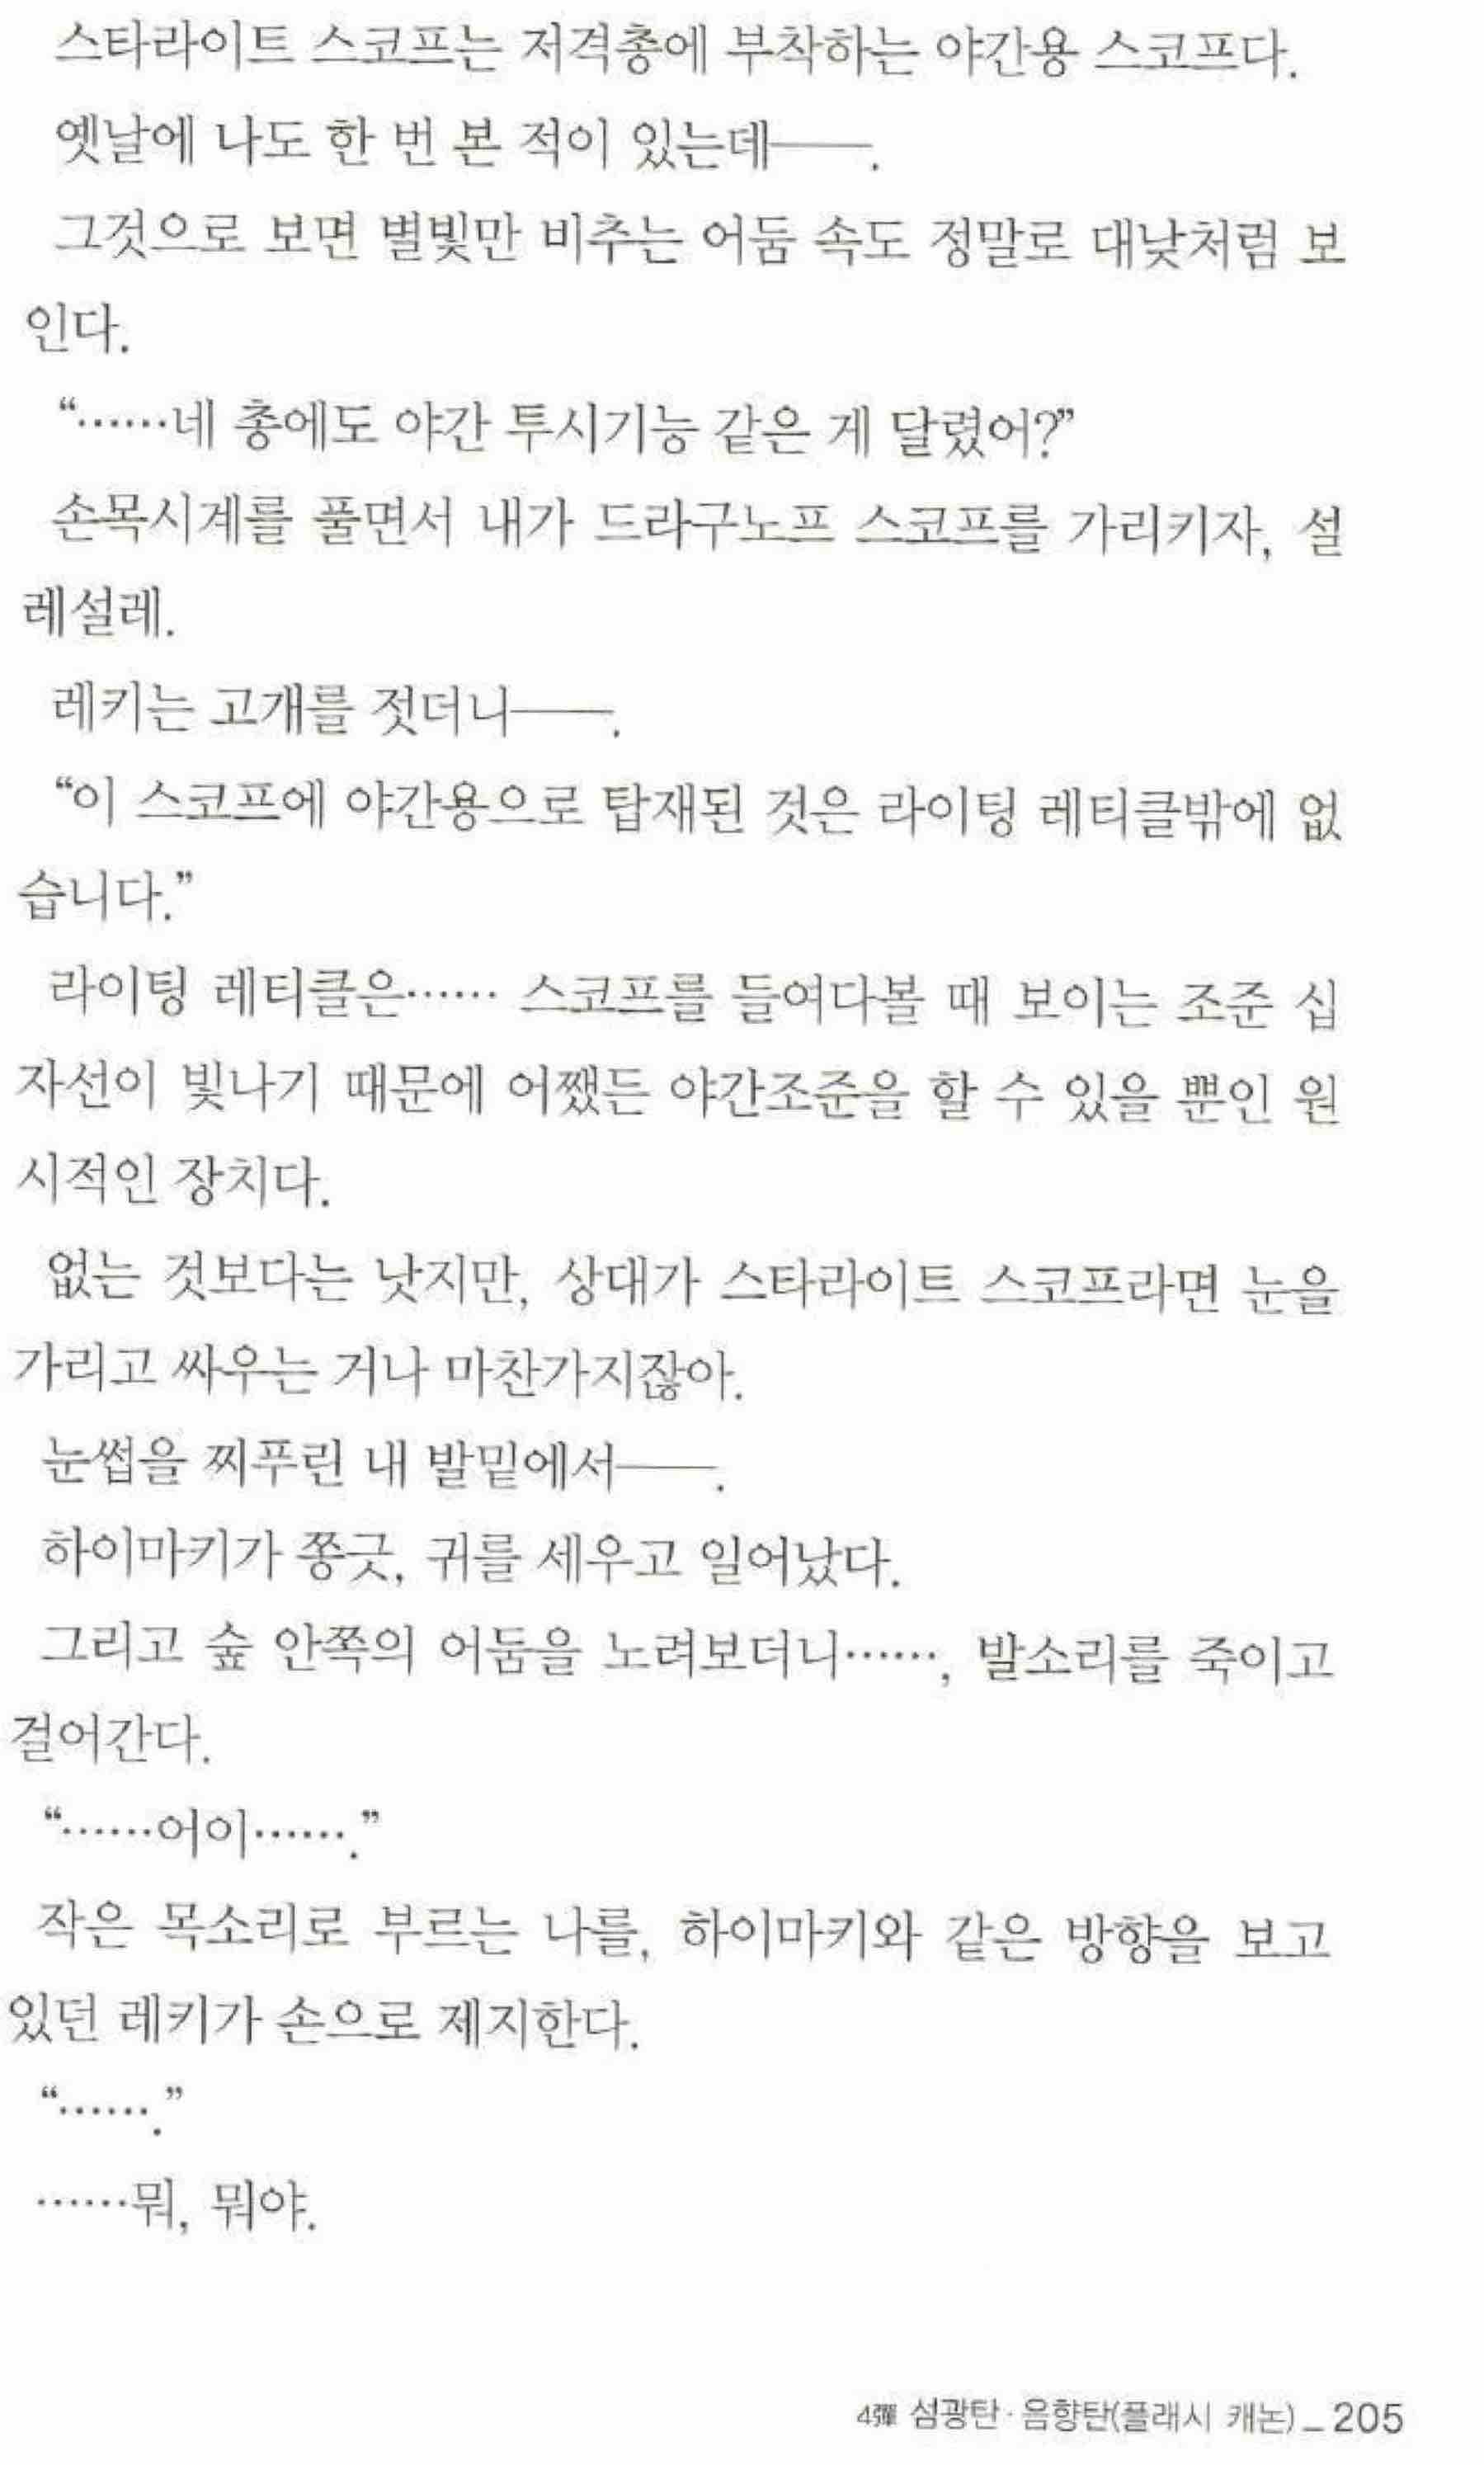 스타라이트 스코프는 저격총에 부착하는 야간용 스코프다.
옛날에 나도 한 번 본 적이 있는데──.
그것으로 보면 별빛만 비추는 어둠 속도 정말로 대낮처럼 보
인다.
“……네 총에도 야간 투시기능 같은 게 달렸어?”
손목시계를 풀면서 내가 드라구노프 스코프를 가리키자, 설
레설레.
레키는 고개를 젓더니──.
“이 스코프에 야간용으로 탑재된 것은 라이팅 레티클밖에 없
습니다.”
라이팅 레티클은…… 스코프를 들여다볼 때 보이는 조준 십
자선이 빛나기 때문에 어쨌든 야간조준을 할 수 있을 뿐인 원
시적인 장치다.
없는 것보다는 낫지만, 상대가 스타라이트 스코프라면 눈을
가리고 싸우는 거나 마찬가지잖아.
눈썹을 찌푸린 내 발밑에서──.
하이마키가 쫑긋, 귀를 세우고 일어났다.
그리고 숲 안쪽의 어둠을 노려보더니……, 발소리를 죽이고
걸어간다.
“……어이…….”
작은 목소리로 부르는 나를, 하이마키와 같은 방향을 보고
있던 레키가 손으로 제지한다.
“…….”
……뭐, 뭐야.
4彈 섬광탄·음향탄(플래시 캐논)_205